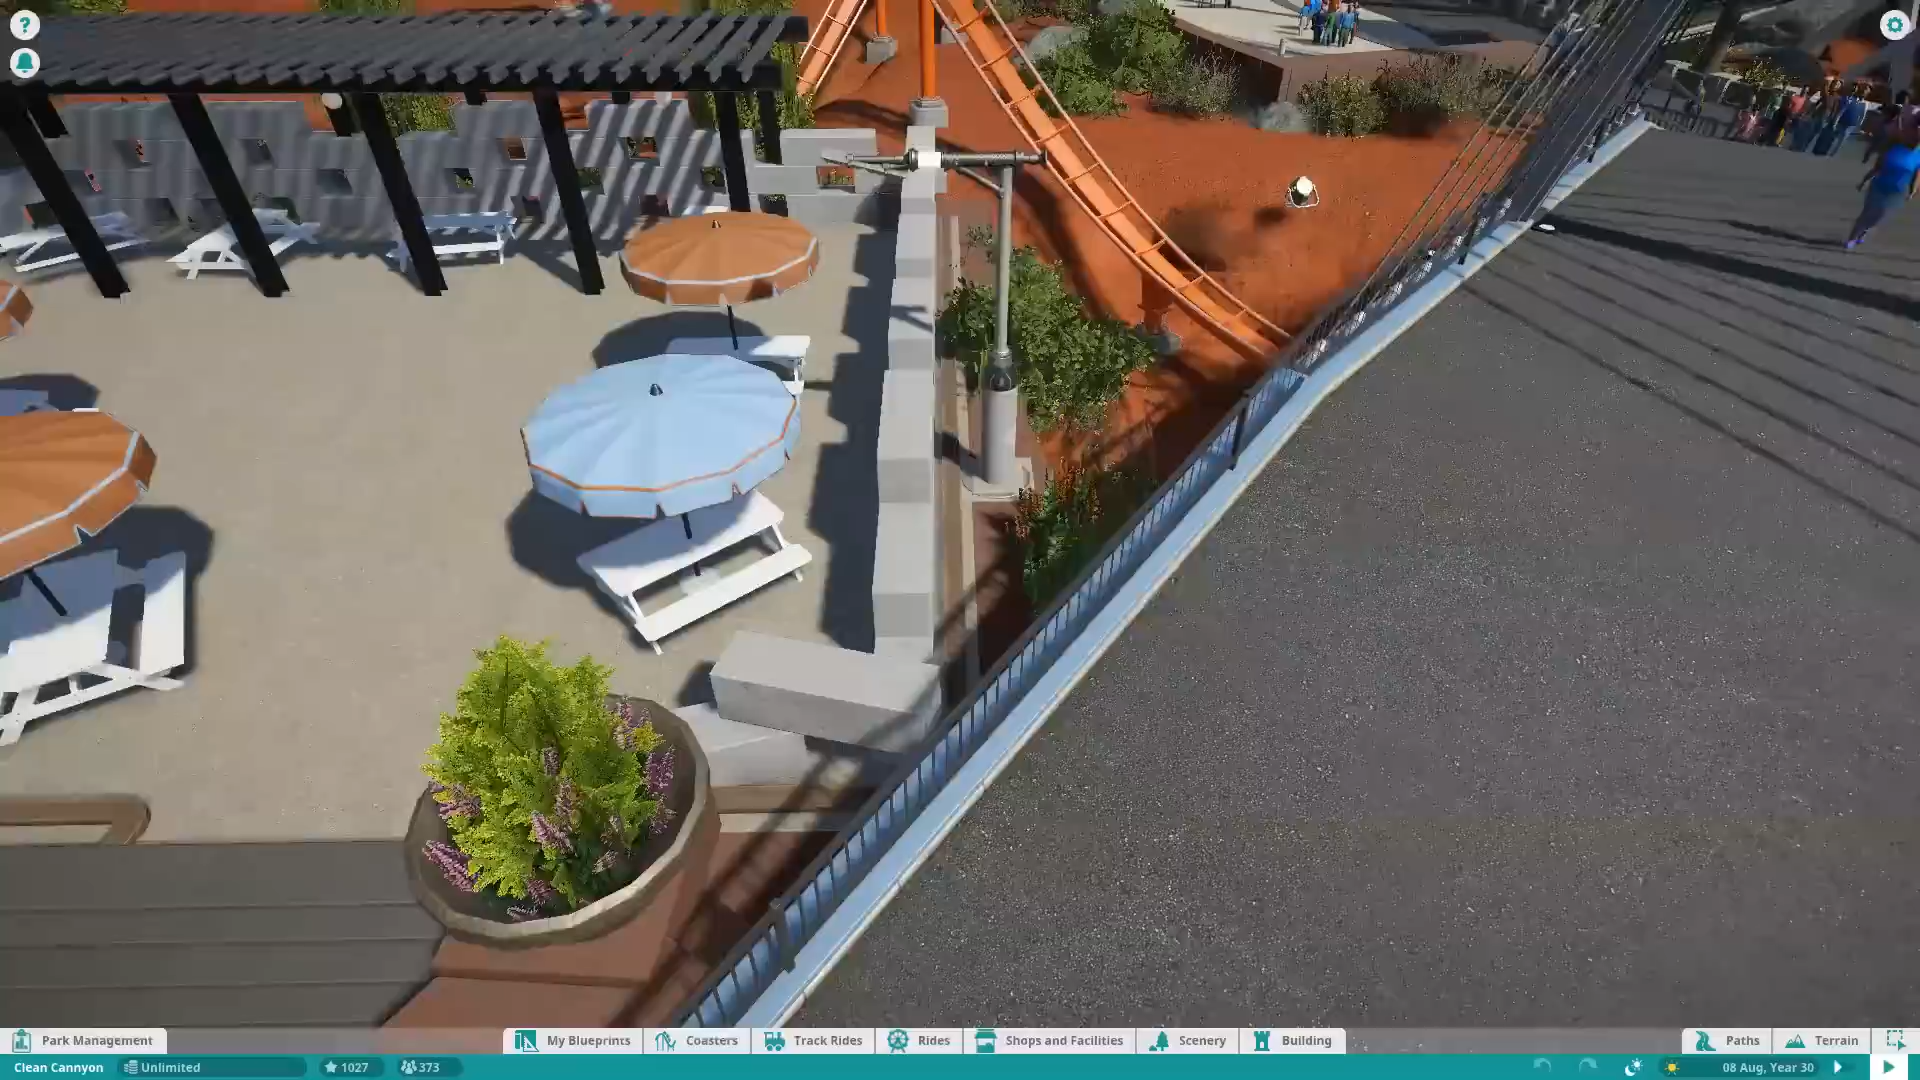 ?
Park Management
My Blueprints
Coasters
Track Rides
Rides
Shops and Facilities
Scenery
Building
Paths
Terrain
Clean Cannyon
Unlimited
1027
373
08 Aug, Year 30